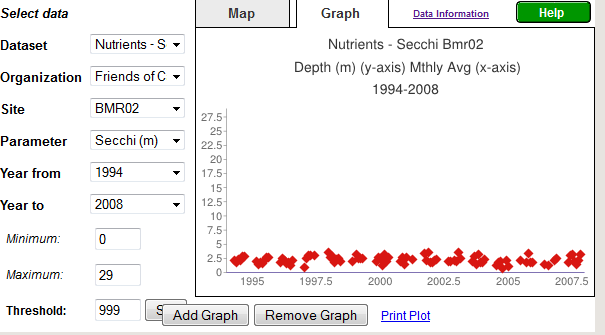 Select data
Map
Graph
Data Information
Help
Dataset
Nutrients - S
Organization
Friends of C
Site
BMR02
Parameter
Secchi (m)
Year from
1994
Year to
2008
Minimum:
0
Maximum:
29
Threshold:
999
S
Nutrients - Secchi Bmr02
Depth (m) (y-axis) Mthly Avg (x-axis)
1994-2008
27.5
25
22.5
20
17.5
15
12.5
10
7.5
5
2.5
0
1995
1997.5
2000
2002.5
2005
2007.5
Add Graph
Remove Graph
Print Plot